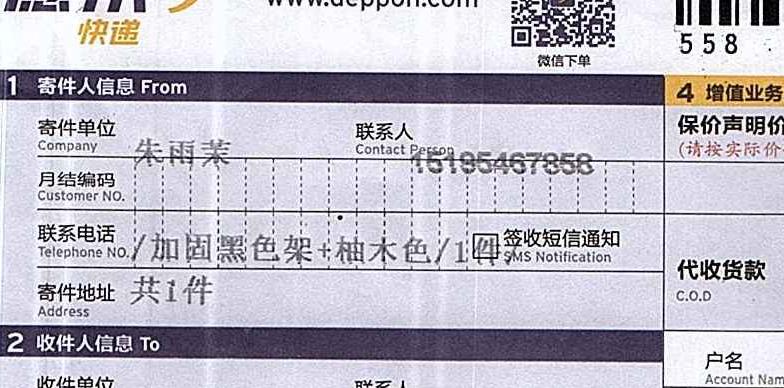 快递
www.deppon.com
微信下单
558
1 寄件人信息 From
4 增值业务
寄件单位
Company
朱雨茉
联系人
Contact Person
15195467858
保价声明价
(请按实际价
月结编码
Customer NO.
联系电话
Telephone NO.
/加固黑色架+柚木色/1件/
签收短信通知
SMS Notification
代收货款
C.O.D
寄件地址
Address
共1件
2 收件人信息 To
户名
Account Nam
收件单位
联系人